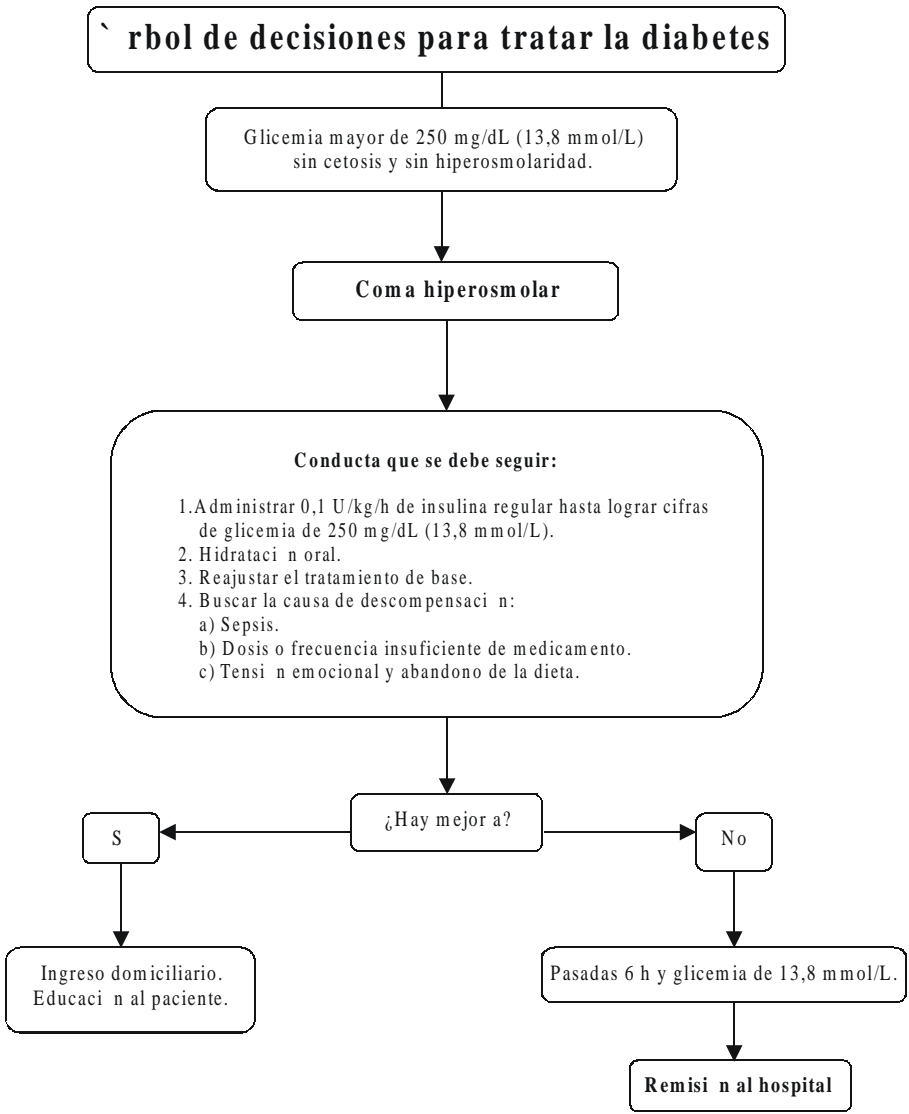 ` rbol de decisiones para tratar la diabetes
Glicemia mayor de 250 mg/dL (13,8 mmol/L)
sin cetosis y sin hiperosmolaridad.
Coma hiperosmolar
Conducta que se debe seguir:
1.Administrar 0,1 U/kg/h de insulina regular hasta lograr cifras
de glicemia de 250 mg/dL (13,8 mmol/L).
2. Hidrataci n oral.
3. Reajustar el tratamiento de base.
4. Buscar la causa de descompensaci n:
a) Sepsis.
b) Dosis o frecuencia insuficiente de medicamento.
c) Tensi n emocional y abandono de la dieta.
¿Hay mejor a?
S
No
Ingreso domiciliario.
Educaci n al paciente.
Pasadas 6 h y glicemia de 13,8 mmol/L.
Remisi n al hospital